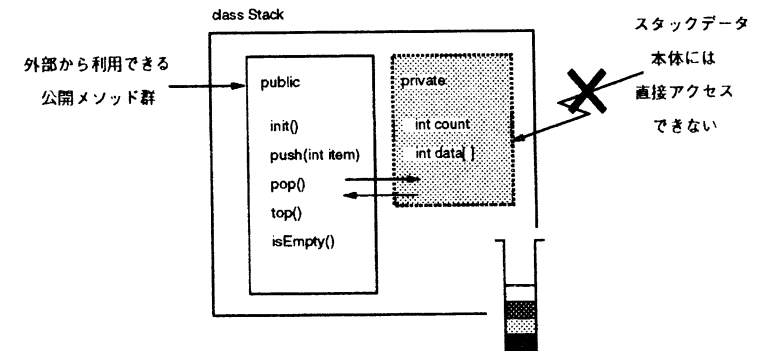 class Stack
外部から利用できる
公開メソッド群
public
init()
push(int item)
pop()
top()
isEmpty()
private
int count
int data[ ]
スタックデータ
本体には
直接アクセス
できない